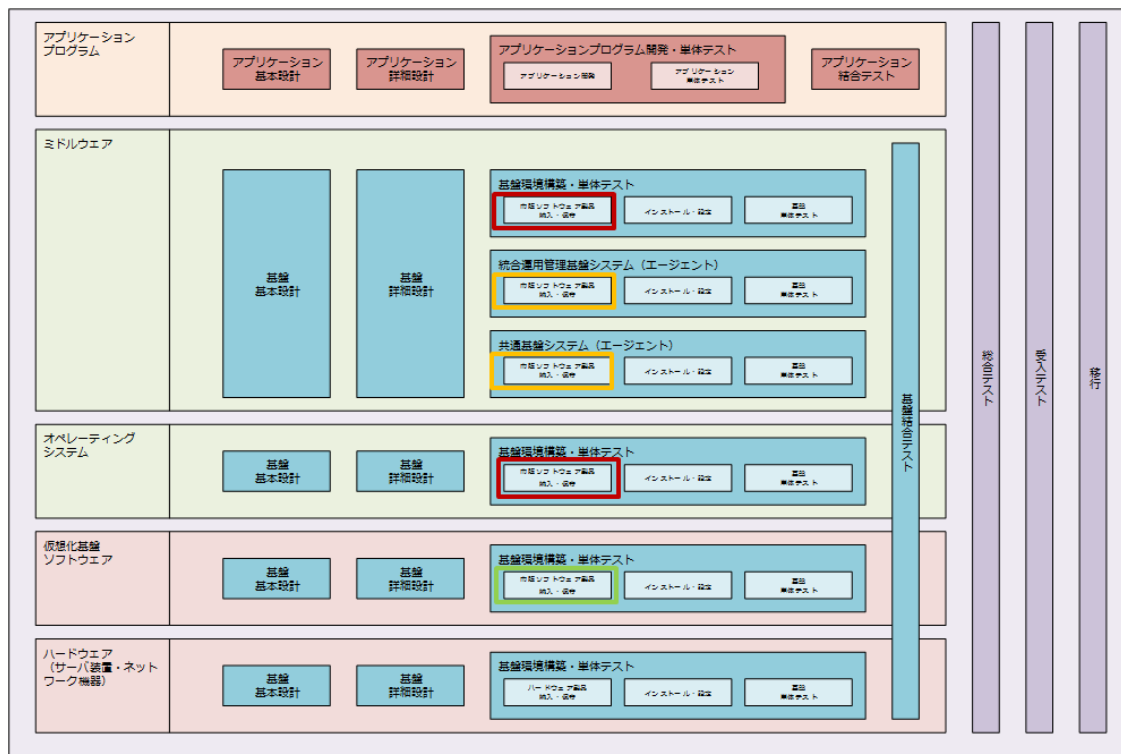 アプリケーション
プログラム
アプリケーション
基本設計
アプリケーション
詳細設計
アプリケーションプログラム開発・単体テスト
アプリケーション開発
アプリケーション
単体テスト
アプリケーション
結合テスト
ミドルウェア
基盤
基本設計
基盤
詳細設計
基盤環境構築・単体テスト
市販ソフトウェア製品
納入・保守
インストール・設定
基盤
単体テスト
統合運用管理基盤システム（エージェント）
市販ソフトウェア製品
納入・保守
インストール・設定
基盤
単体テスト
共通基盤システム（エージェント）
市販ソフトウェア製品
納入・保守
インストール・設定
基盤
単体テスト
オペレーティング
システム
基盤
基本設計
基盤
詳細設計
基盤環境構築・単体テスト
市販ソフトウェア製品
納入・保守
インストール・設定
基盤
単体テスト
仮想化基盤
ソフトウェア
基盤
基本設計
基盤
詳細設計
基盤環境構築・単体テスト
市販ソフトウェア製品
納入・保守
インストール・設定
基盤
単体テスト
ハードウェア
（サーバ装置・ネット
ワーク機器）
基盤
基本設計
基盤
詳細設計
基盤環境構築・単体テスト
ハードウェア製品
納入・保守
インストール・設定
基盤
単体テスト
基盤結合テスト
総合テスト
受入テスト
移行